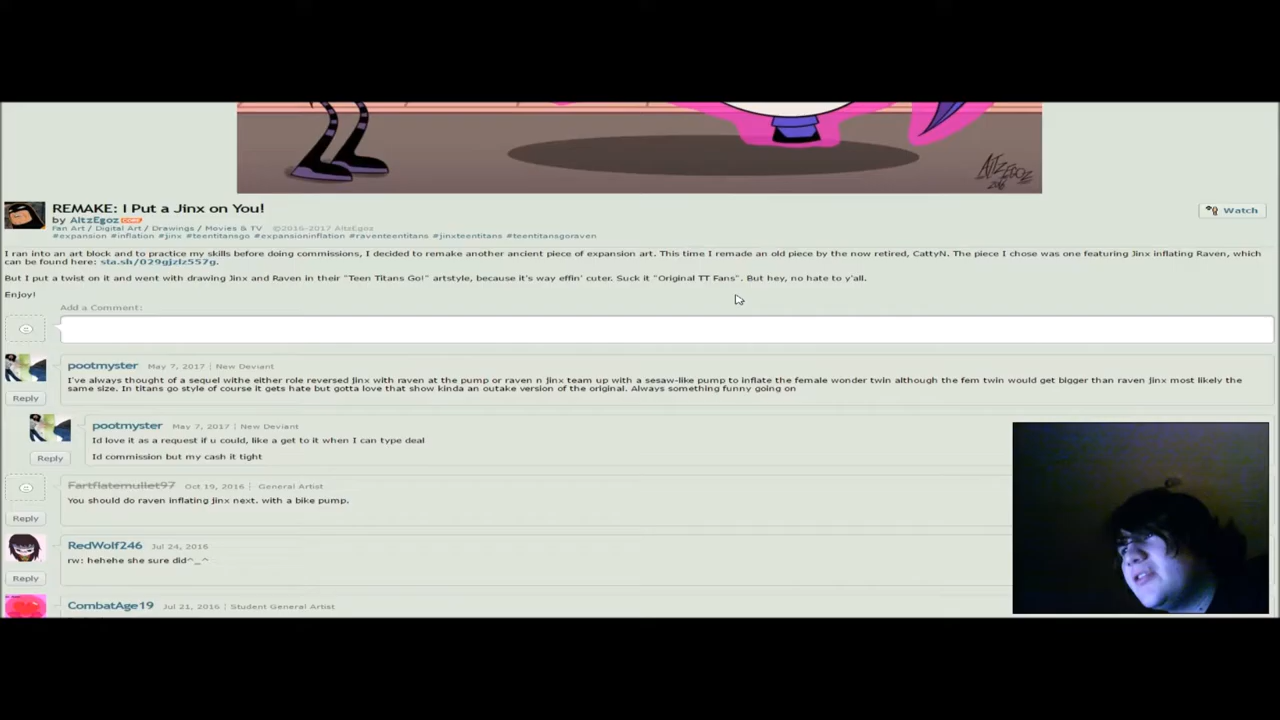 AltzEgoz
2016
REMAKE: I Put a Jinx on You!
Watch
by AltzEgoz CORE
Fan Art / Digital Art / Drawings / Movies & TV ©2016-2017 AltzEgoz
#expansion #inflation #jinx #teentitansgo #expansioninflation #raventeentitans #jinxteentitans #teentitansgoraven
I ran into an art block and to practice my skills before doing commissions, I decided to remake another ancient piece of expansion art. This time I remade an old piece by the now retired, CattyN. The piece I chose was one featuring Jinx inflating Raven, which
can be found here: sta.sh/029gjzlz557g.
But I put a twist on it and went with drawing Jinx and Raven in their "Teen Titans Go!" artstyle, because it's way effin' cuter. Suck it "Original TT Fans". But hey, no hate to y'all.
Enjoy!
Add a Comment:
pootmyster May 7, 2017 | New Deviant
I've always thought of a sequel withe either role reversed jinx with raven at the pump or raven n jinx team up with a sesaw-like pump to inflate the female wonder twin although the fem twin would get bigger than raven jinx most likely the
same size. In titans go style of course it gets hate but gotta love that show kinda an outake version of the original. Always something funny going on
Reply
pootmyster May 7, 2017 | New Deviant
Id love it as a request if u could, like a get to it when I can type deal
Id commission but my cash it tight
Reply
Fartflatemullet97 Oct 19, 2016 | General Artist
You should do raven inflating jinx next. with a bike pump.
Reply
RedWolf246 Jul 24, 2016
rw: hehehe she sure did^_^
Reply
CombatAge19 Jul 21, 2016 | Student General Artist